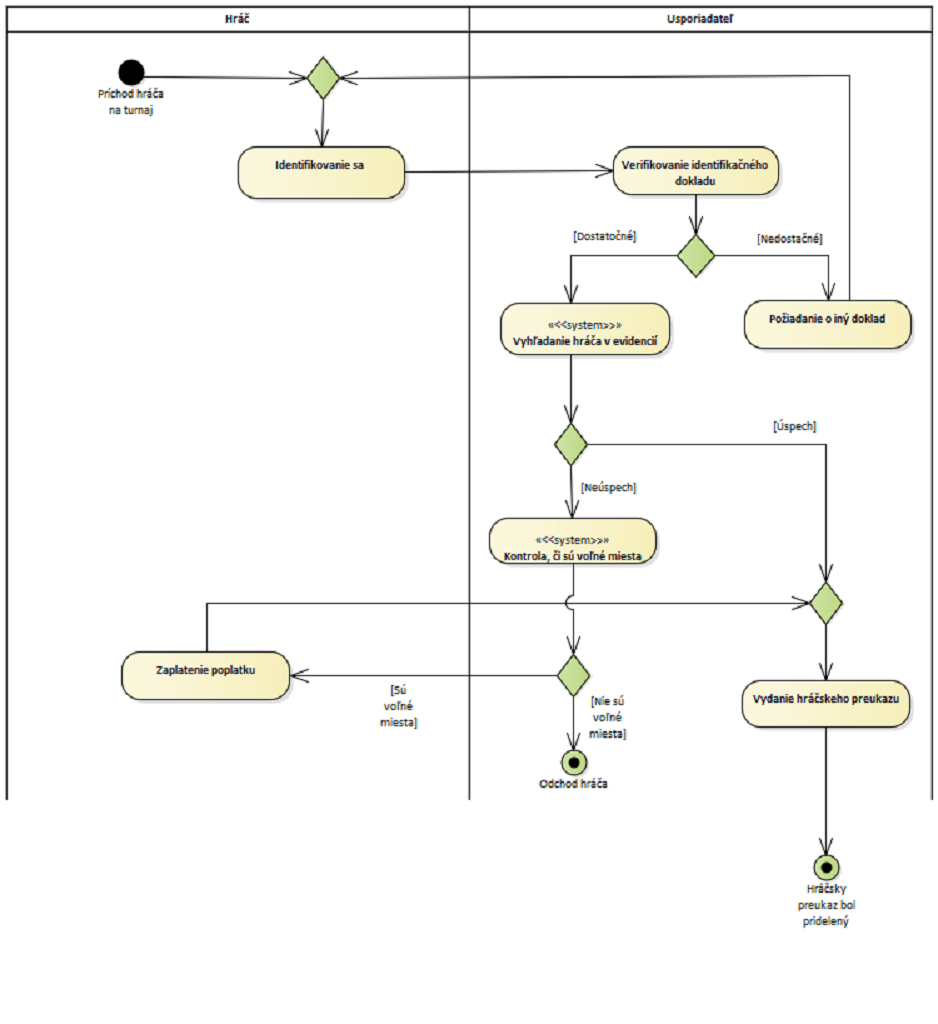 Hráč
Usporiadateľ
Príchod hráča
na turnaj
Identifikovanie sa
Verifikovanie identifikačného
dokladu
[Dostatočné]
[Nedostačné]
«<<system>>»
Vyhľadanie hráča v evidencií
Požiadanie o iný doklad
[Úspech]
[Neúspech]
«<<system>>»
Kontrola, či sú voľné miesta
Zaplatenie poplatku
[Sú
voľné
miesta]
[Nie sú
voľné
miesta]
Vydanie hráčskeho preukazu
Odchod hráča
Hráčsky
preukaz bol
pridelený